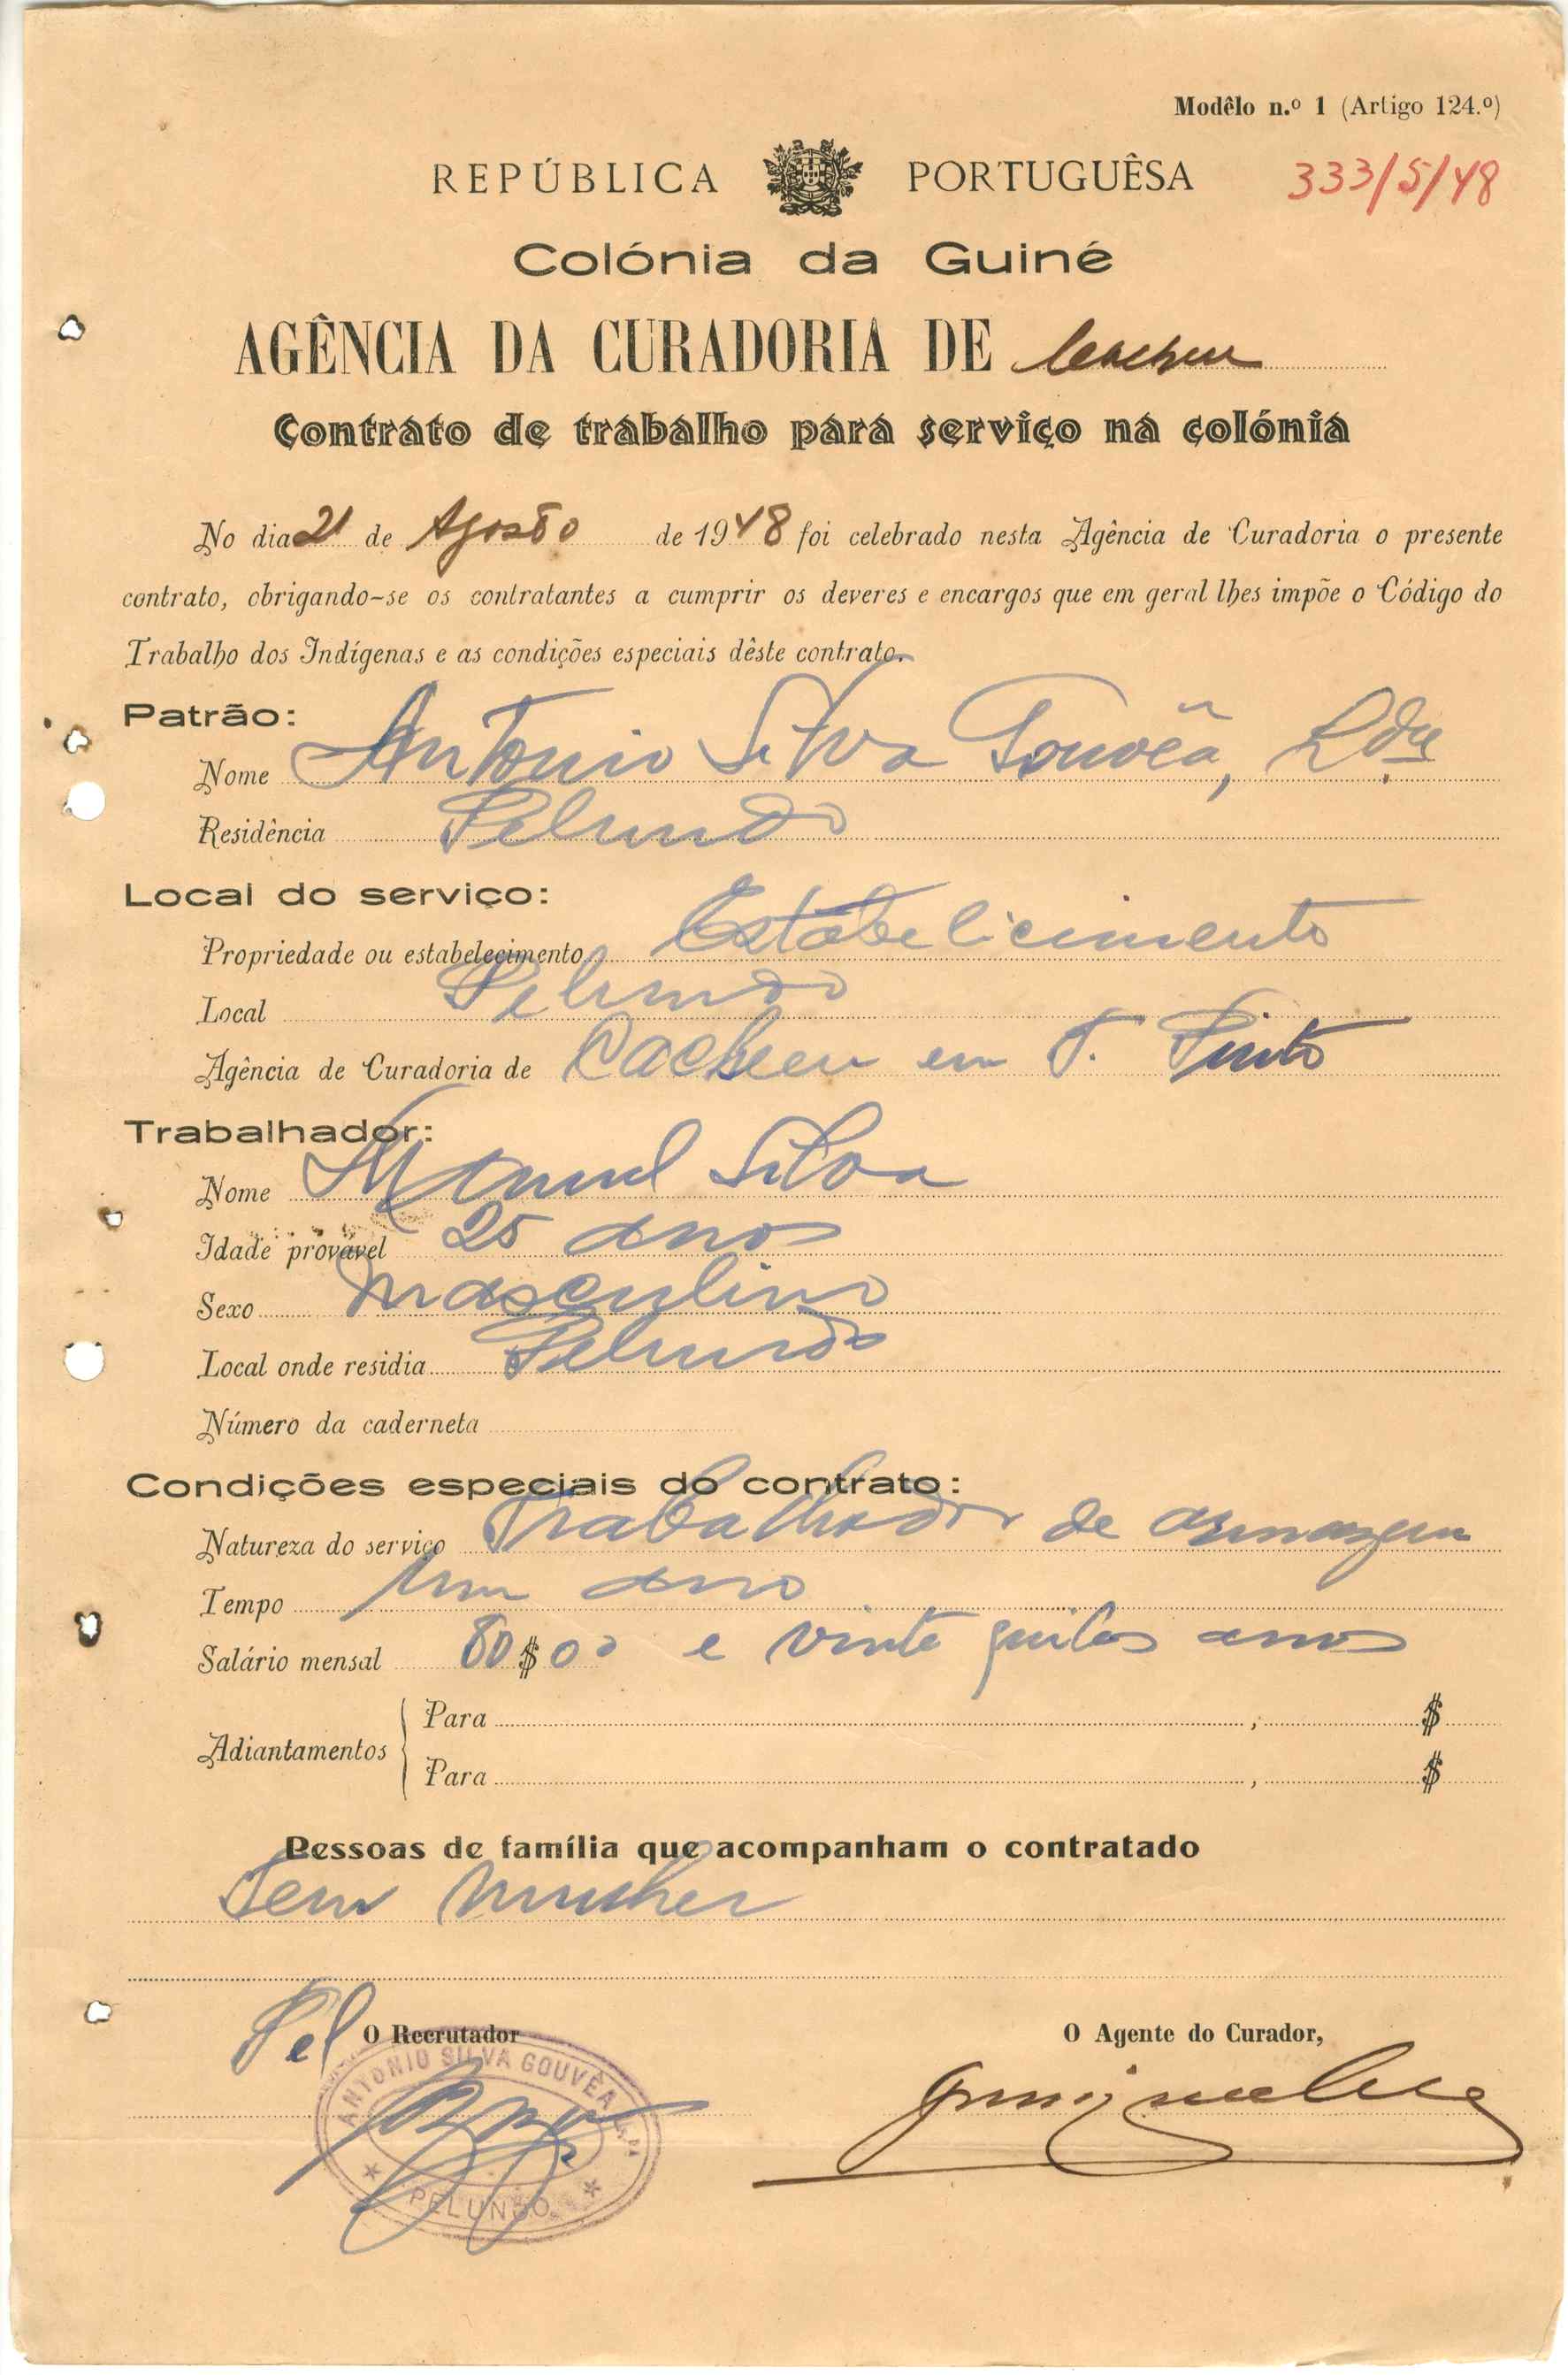 Modêlo n.º 1 (Artigo 124.º)
REPÚBLICA PORTUGUÊSA 333/5/48
Colónia da Guiné
AGÊNCIA DA CURADORIA DE Cacheu
Contrato de trabalho para serviço na colónia
No dia 21 de Agosto de 1948 foi celebrado nesta Agência de Curadoria o presente
contrato, obrigando-se os contratantes a cumprir os deveres e encargos que em geral lhes impõe o Código do
Trabalho dos Indígenas e as condições especiais dêste contrato.
Patrão:
Nome Antonio Silva Gouvêa, Lda
Residência Pelundo
Local do serviço:
Propriedade ou estabelecimento Estabelicimento
Local Pelundo
Agência de Curadoria de Cacheu em T. Pinto
Trabalhador:
Nome Manuel Silva
Idade provável 25 anos
Sexo Masculino
Local onde residia Pelundo
Número da caderneta
Condições especiais do contrato:
Natureza do serviço Trabalhador de armazem
Tempo Um ano
Salário mensal 80$00 e vinte quilos
Adiantamentos
Para , $
Para , $
Pessoas de família que acompanham o contratado
Tem mulher
Pel O Recrutador
O Agente do Curador,
ANTONIO SILVA GOUVÊA L.DA
PELUNDO